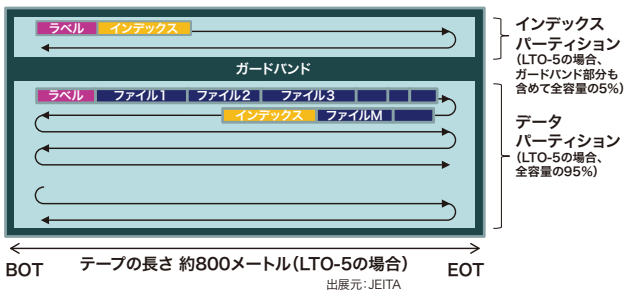 ラベル インデックス
インデックス
パーティション
(LTO-5の場合、
ガードバンド部分も
含めて全容量の5%)
ガードバンド
ラベル ファイル1 ファイル2 ファイル3
インデックス ファイルM
データ
パーティション
(LTO-5の場合、
全容量の95%)
BOT テープの長さ 約800メートル(LTO-5の場合) EOT
出展元:JEITA